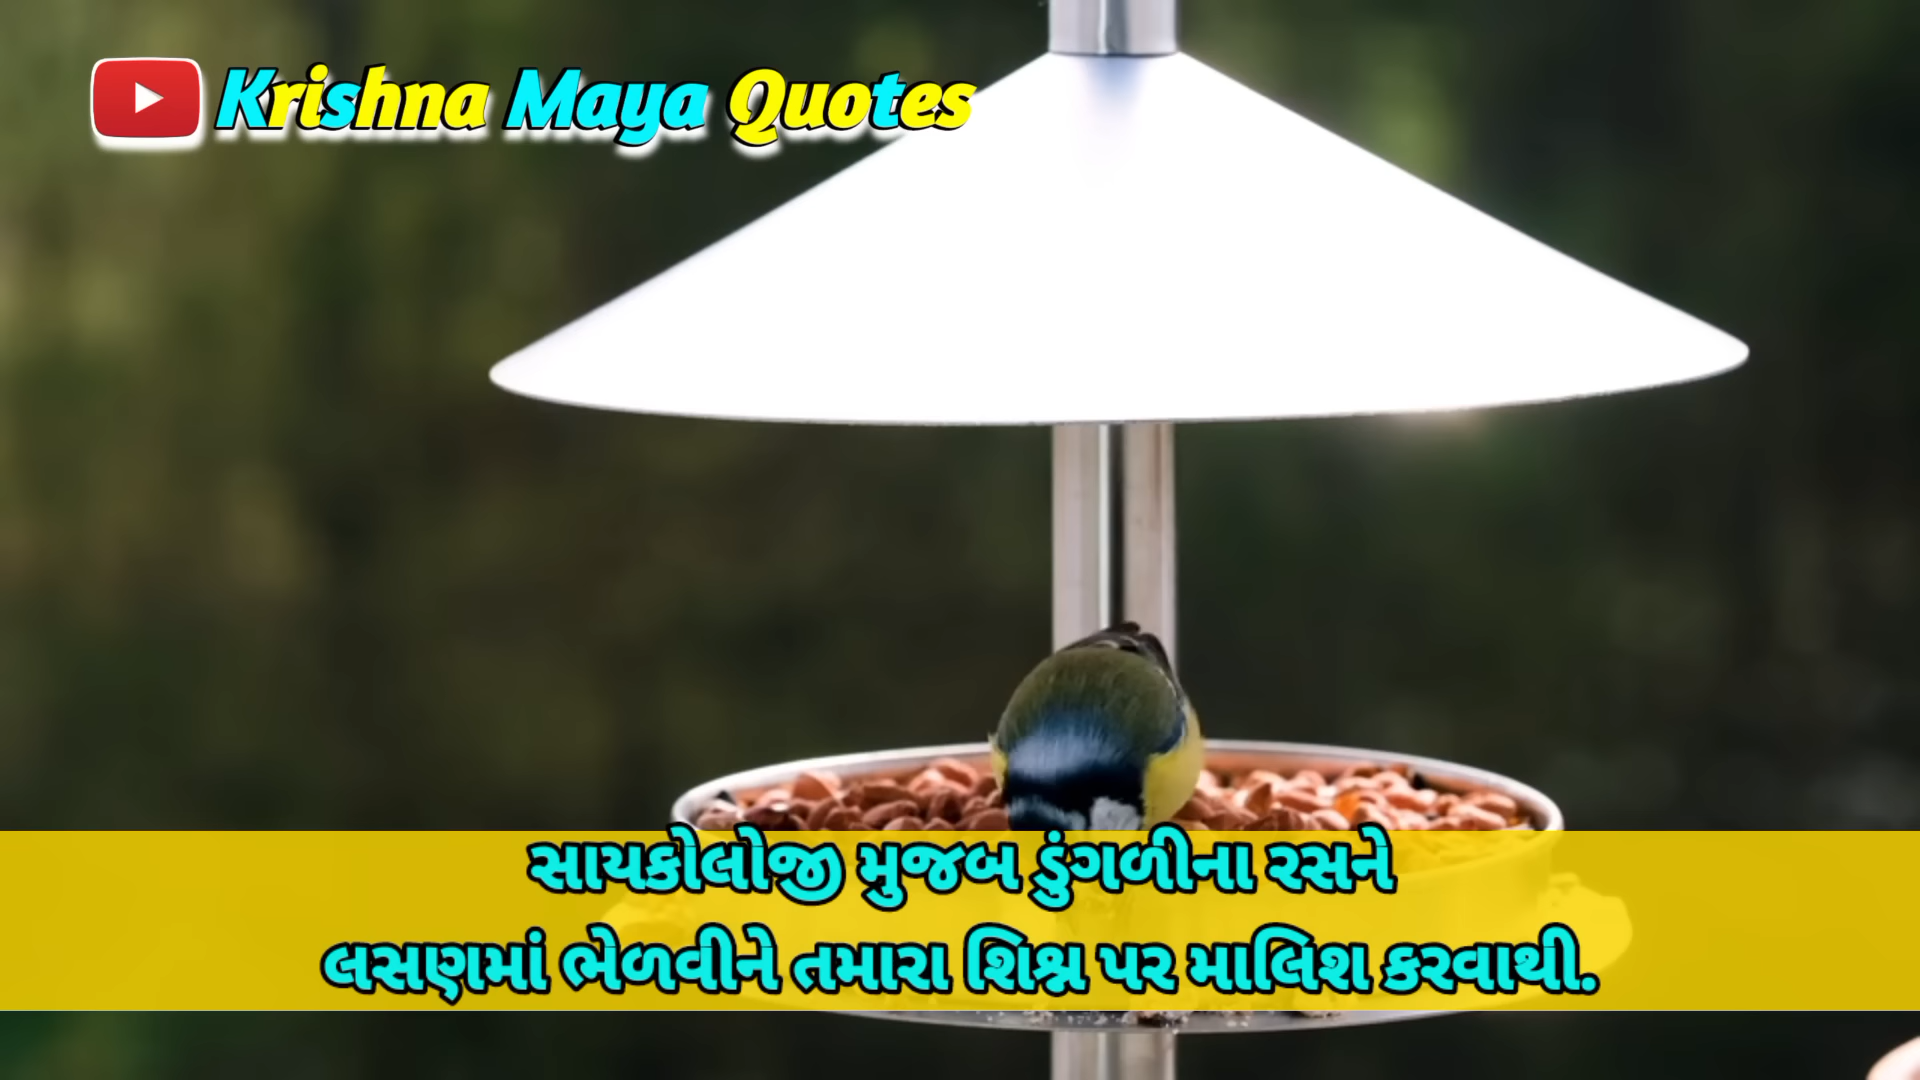 Krishna Maya Quotes
સાયકોલોજી મુજબ ડુંગળીના રસને
લસણમાં ભેળવીને તમારા શિશ્ન પર માલિશ કરવાથી.